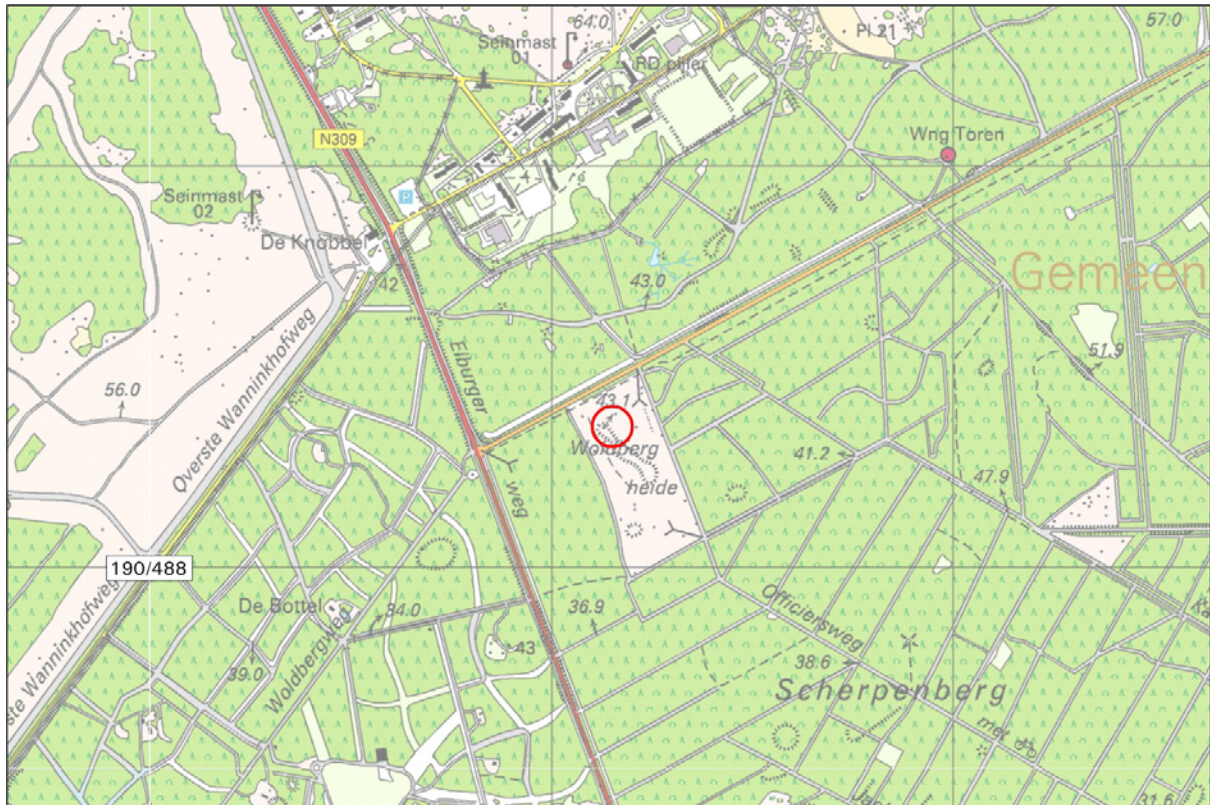 64.0
57.0
Seinmast
01
Pl 21
RD pijler
N309
Wng Toren
P
Seinmast
02
De Knobbel
Gemeen
42
43.0
51.9
Elburger
weg
56.0
43.1
Overste Wanninkhofweg
Woldberg
heide
41.2
47.9
190/488
De Bottel
34.0
36.9
Officiersweg
ste Wanninkhofweg
Woldbergweg
43
39.0
38.6
Scherpenberg
met
31.6